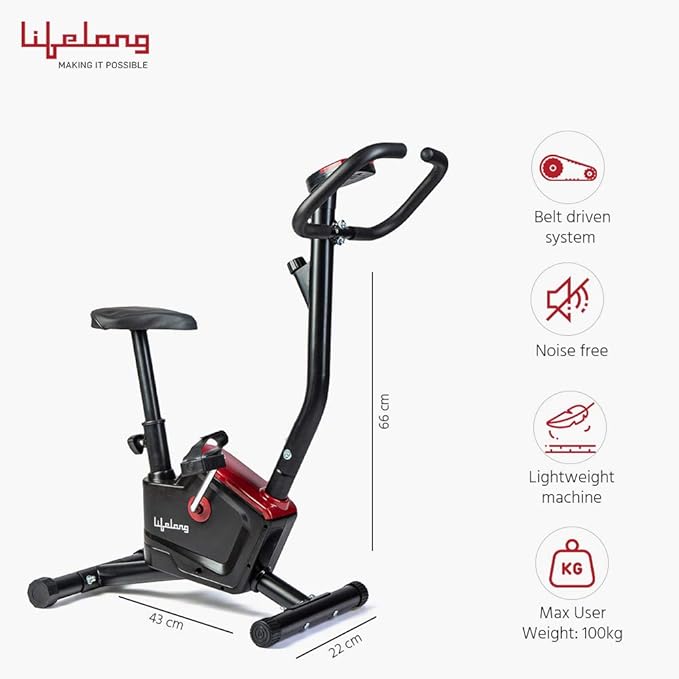 Lifelong
MAKING IT POSSIBLE
Belt driven
system
Noise free
66 cm
Lightweight
machine
Lifelong
KG
43 cm
22 cm
Max User
Weight: 100kg